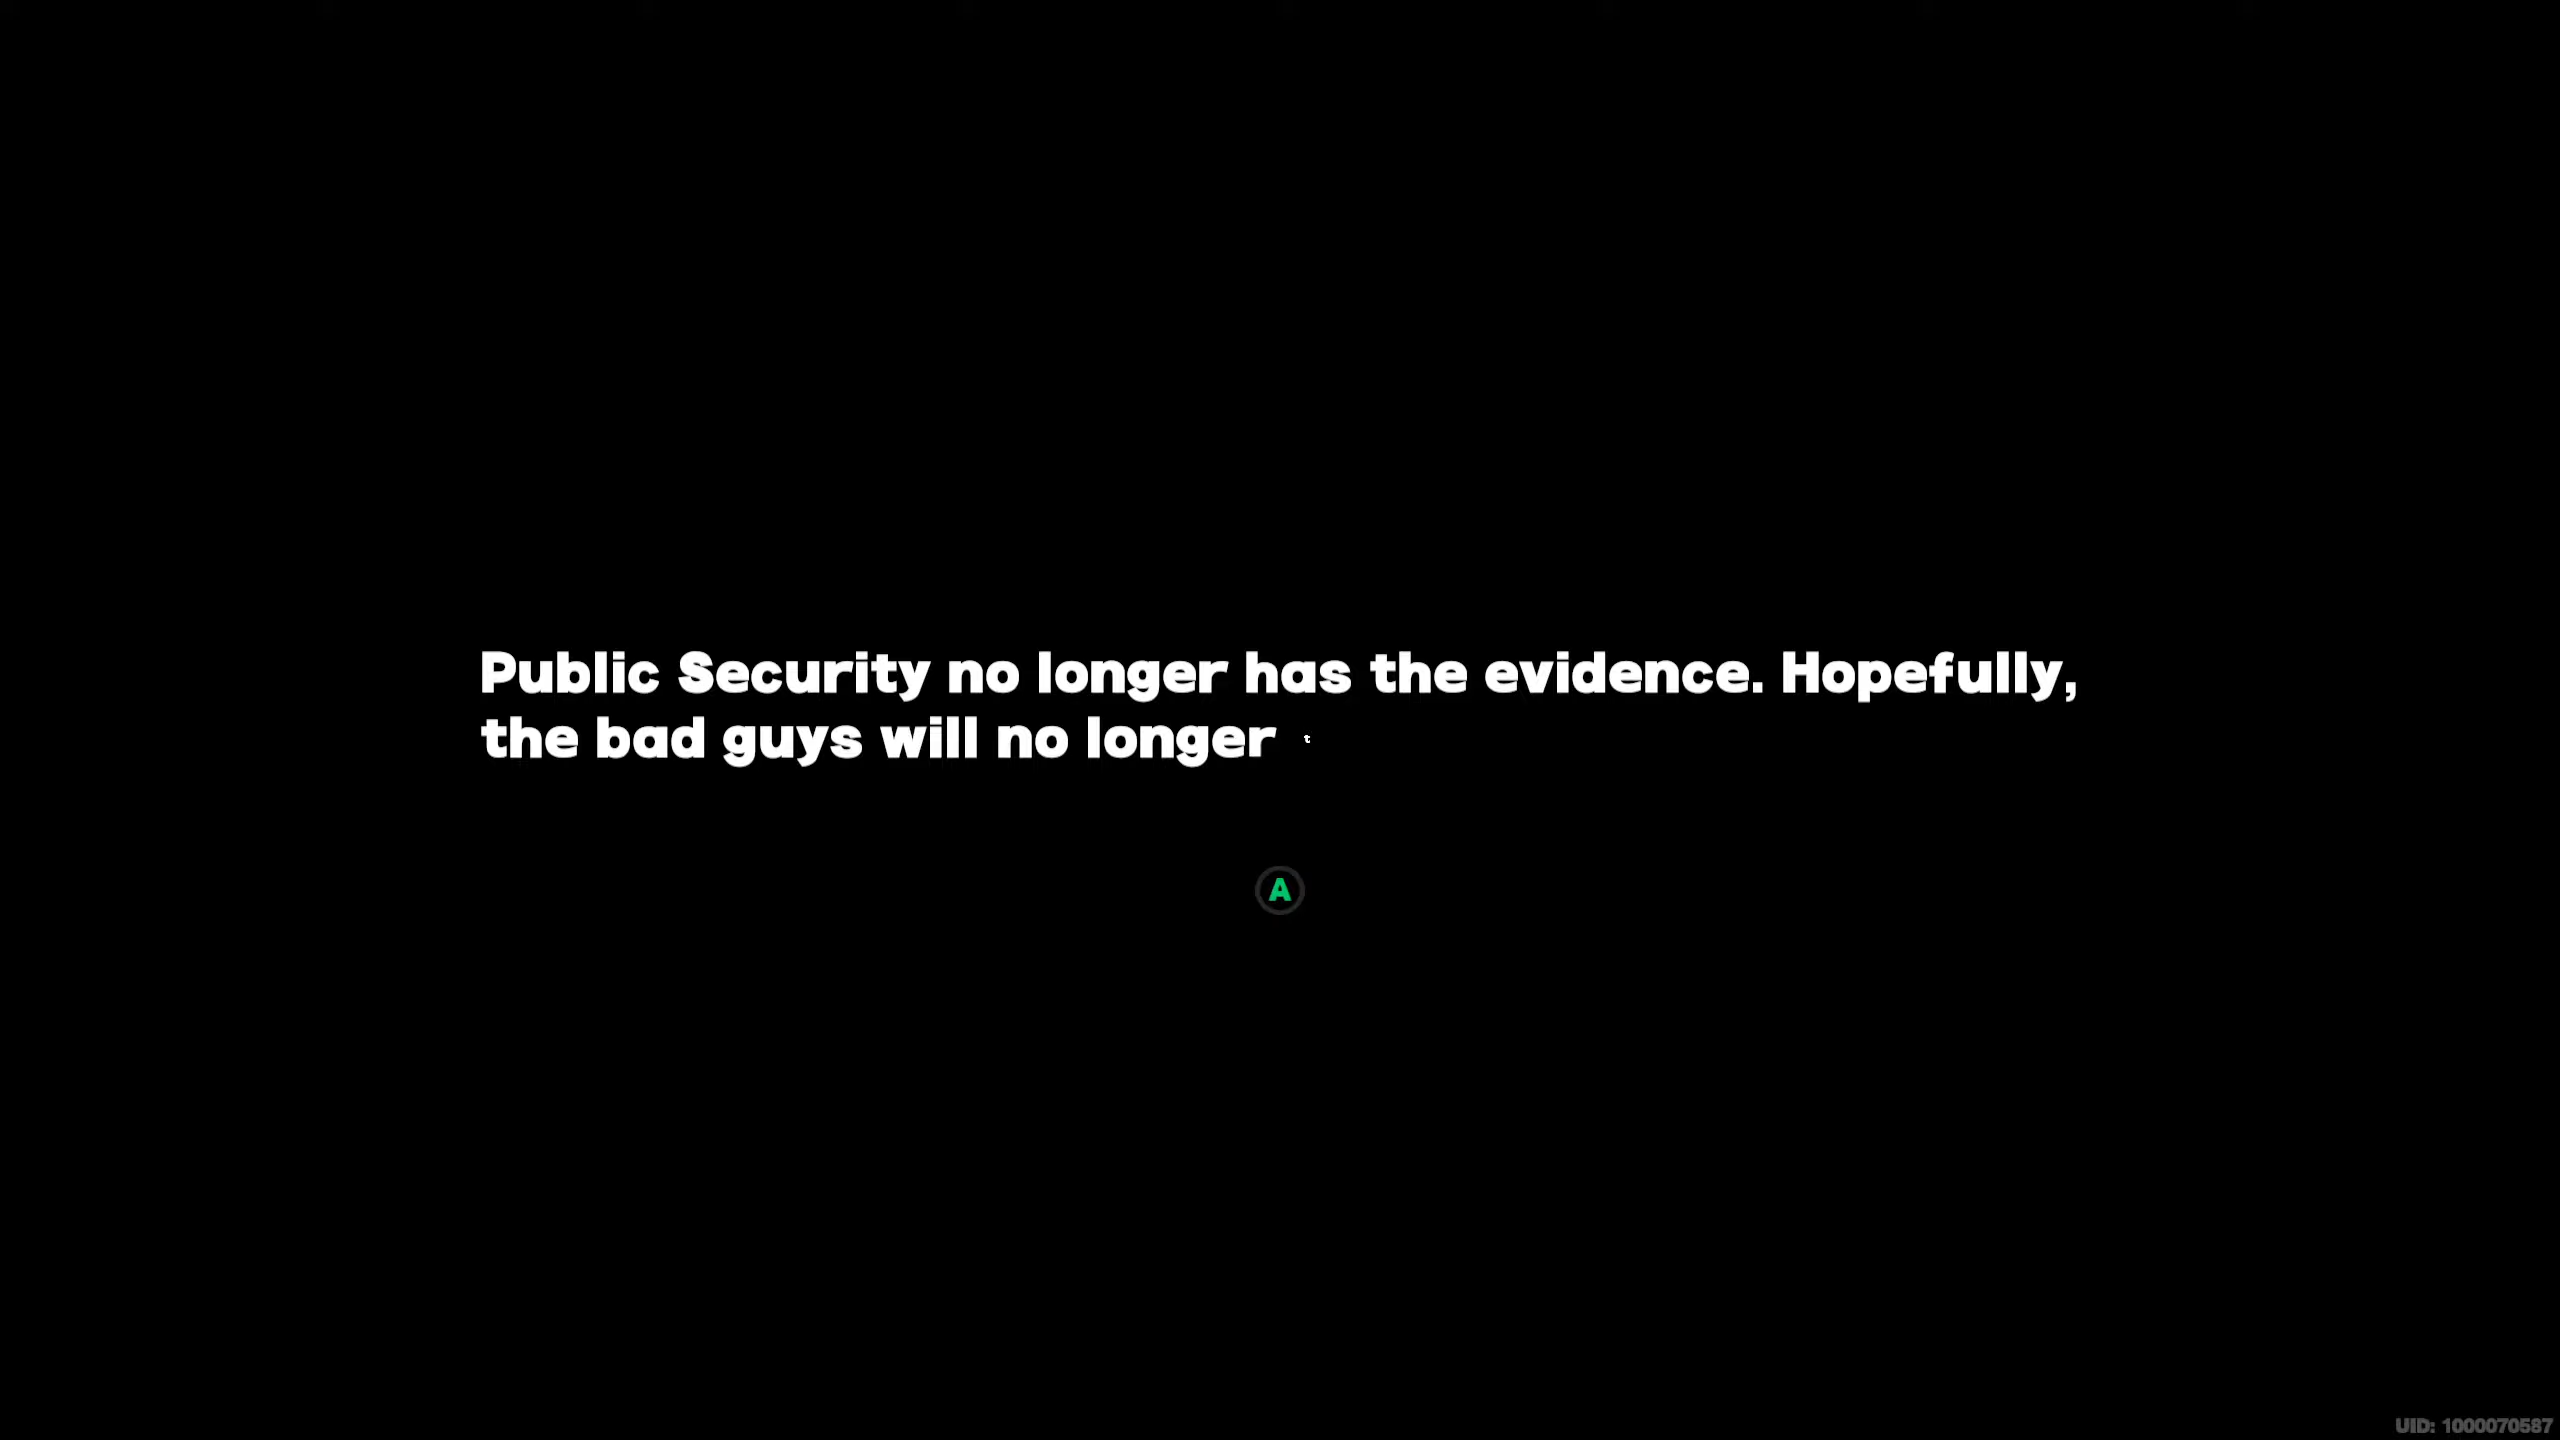 Public Security no longer has the evidence. Hopefully,
the bad guys will no longer t
A
UID: 1000070587